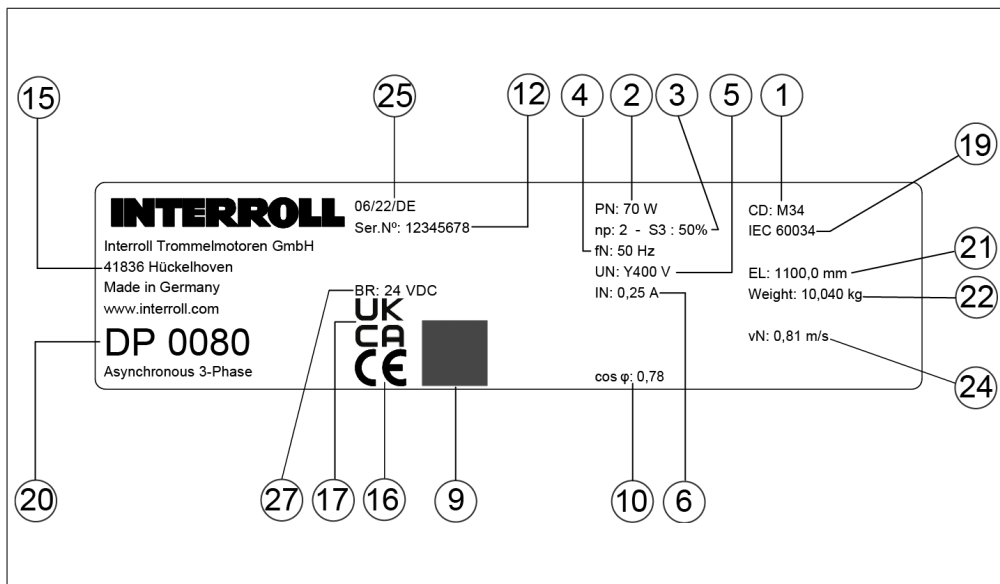 15
25
12
4
2
3
5
1
19
INTERROLL
Interroll Trommelmotoren GmbH
41836 Hückelhoven
Made in Germany
www.interroll.com
DP 0080
Asynchronous 3-Phase
06/22/DE
Ser.Nº: 12345678
BR: 24 VDC
UK
CA
CE
PN: 70 W
np: 2 - S3 : 50%
fN: 50 Hz
UN: Y400 V
IN: 0,25 A
cos φ: 0,78
CD: M34
IEC 60034
EL: 1100,0 mm
Weight: 10,040 kg
vN: 0,81 m/s
21
22
24
20
27
17
16
9
10
6